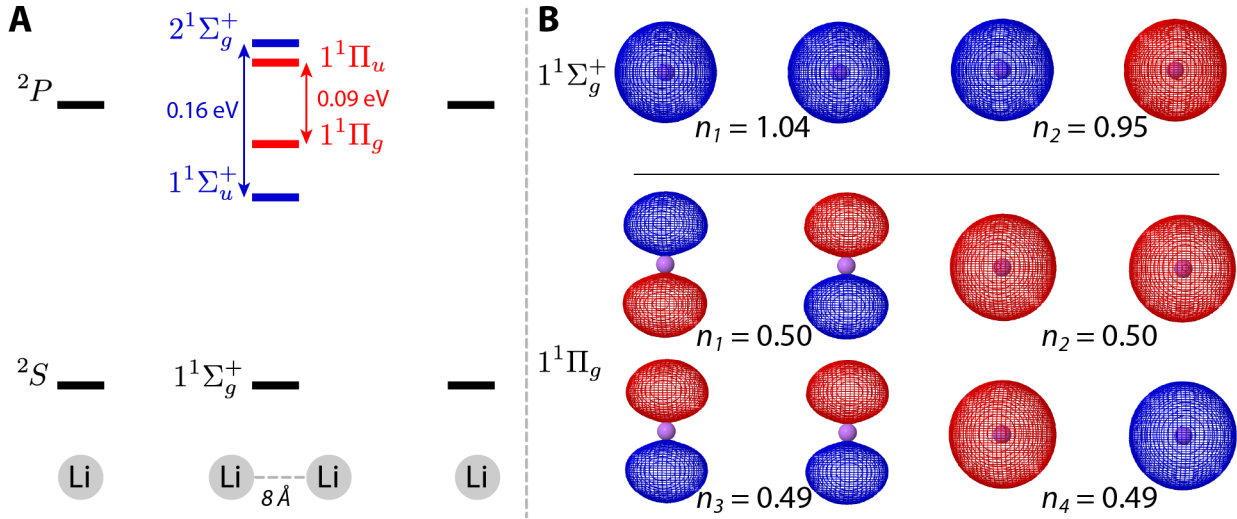 A
2¹Σg⁺
1¹Πu
²P
0.16 eV
0.09 eV
1¹Πg
1¹Σu⁺
²S
1¹Σg⁺
Li
Li
Li
Li
8 Å
B
1¹Σg⁺
n₁ = 1.04
n₂ = 0.95
1¹Πg
n₁ = 0.50
n₂ = 0.50
n₃ = 0.49
n₄ = 0.49